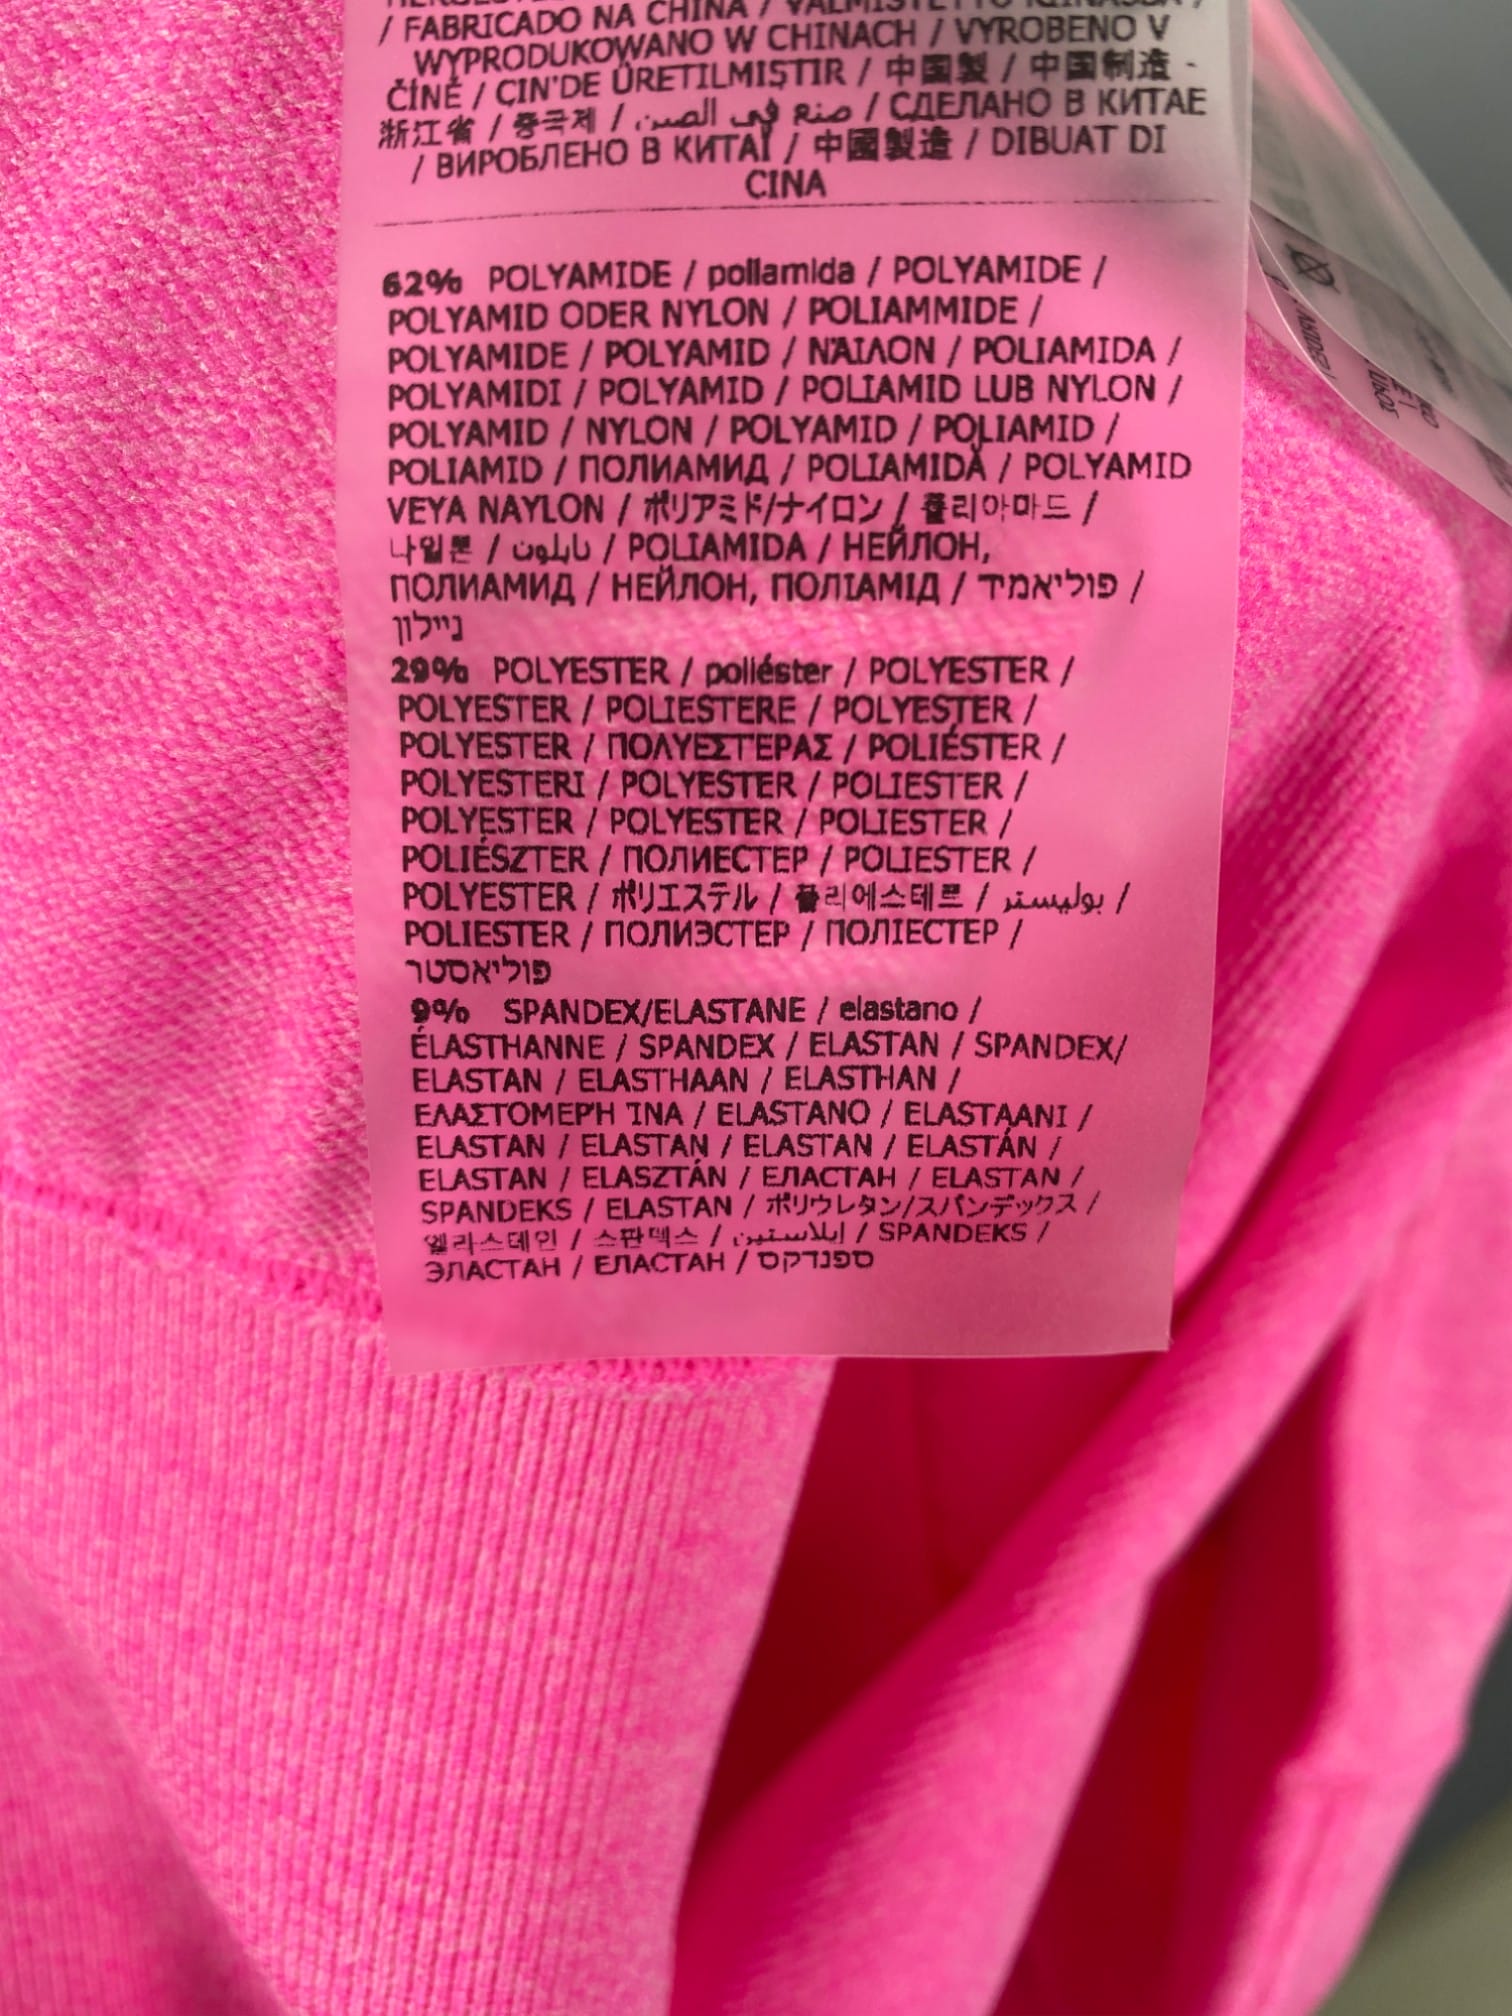 / FABRICADO NA CHINA / VALMISTETTU KIINASSA /
WYPRODUKOWANO W CHINACH / VYROBENO V
ČÍNĚ / ÇIN'DE ÜRETILMIŞTIR / 中国製 / 中国制造 -
浙江省 / 중국제 / صنع في الصين / СДЕЛАНО В КИТАЕ
/ ВИРОБЛЕНО В КИТАЇ / 中國製造 / DIBUAT DI
CINA
62% POLYAMIDE / poliamida / POLYAMIDE /
POLYAMID ODER NYLON / POLIAMMIDE /
POLYAMIDE / POLYAMID / ΝΆΙΛΟΝ / POLIAMIDA /
POLYAMIDI / POLYAMID / POLIAMID LUB NYLON /
POLYAMID / NYLON / POLYAMID / POLIAMID /
POLIAMID / ПОЛИАМИД / POLIAMIDĂ / POLYAMID
VEYA NAYLON / ポリアミド/ナイロン / 폴리아마드 /
나일론 / نايلون / POLIAMIDA / НЕЙЛОН,
ПОЛИАМИД / НЕЙЛОН, ПОЛІАМІД / פוליאמיד /
ניילון
29% POLYESTER / poliéster / POLYESTER /
POLYESTER / POLIESTERE / POLYESTER /
POLYESTER / ΠΟΛΥΕΣΤΕΡΑΣ / POLIÉSTER /
POLYESTERI / POLYESTER / POLIESTER /
POLYESTER / POLYESTER / POLIESTER /
POLIÉSZTER / ПОЛИЕСТЕР / POLIESTER /
POLYESTER / ポリエステル / 폴리에스테르 / بوليستر /
POLIESTER / ПОЛИЭСТЕР / ПОЛІЕСТЕР /
פוליאסטר
9% SPANDEX/ELASTANE / elastano /
ÉLASTHANNE / SPANDEX / ELASTAN / SPANDEX/
ELASTAN / ELASTHAAN / ELASTHAN /
ΕΛΑΣΤΟΜΕΡΉ ΊΝΑ / ELASTANO / ELASTAANI /
ELASTAN / ELASTAN / ELASTAN / ELASTÁN /
ELASTAN / ELASZTÁN / ЕЛАСТАН / ELASTAN /
SPANDEKS / ELASTAN / ポリウレタン/スパンデックス /
엘라스테인 / 스판덱스 / إيلاستين / SPANDEKS /
ЭЛАСТАН / ЕЛАСТАН / ספנדקס